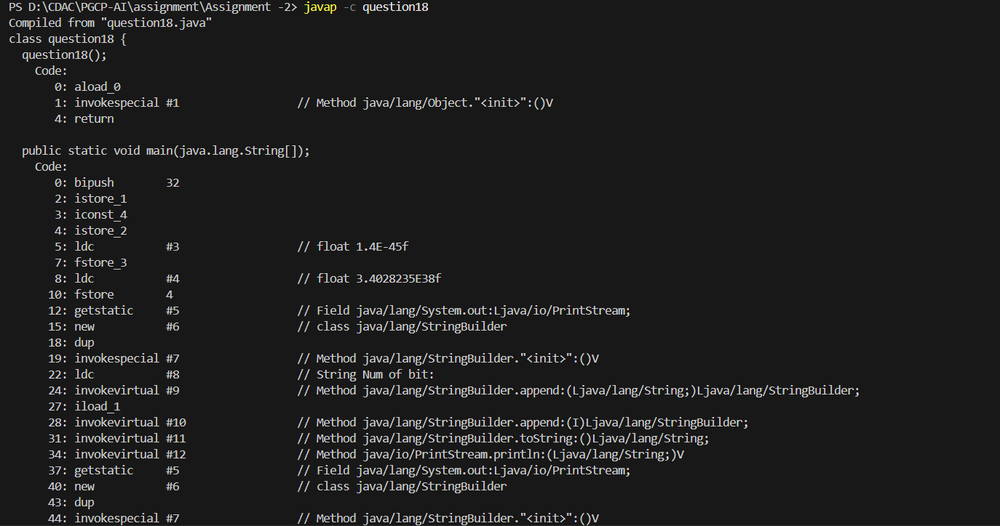 PS D:\CDAC\PGCP-AI\assignment\Assignment -2> javap -c question18
Compiled from "question18.java"
class question18 {
  question18();
    Code:
       0: aload_0
       1: invokespecial #1                  // Method java/lang/Object."<init>":()V
       4: return

  public static void main(java.lang.String[]);
    Code:
       0: bipush        32
       2: istore_1
       3: iconst_4
       4: istore_2
       5: ldc           #3                  // float 1.4E-45f
       7: fstore_3
       8: ldc           #4                  // float 3.4028235E38f
      10: fstore        4
      12: getstatic     #5                  // Field java/lang/System.out:Ljava/io/PrintStream;
      15: new           #6                  // class java/lang/StringBuilder
      18: dup
      19: invokespecial #7                  // Method java/lang/StringBuilder."<init>":()V
      22: ldc           #8                  // String Num of bit:
      24: invokevirtual #9                  // Method java/lang/StringBuilder.append:(Ljava/lang/String;)Ljava/lang/StringBuilder;
      27: iload_1
      28: invokevirtual #10                 // Method java/lang/StringBuilder.append:(I)Ljava/lang/StringBuilder;
      31: invokevirtual #11                 // Method java/lang/StringBuilder.toString:()Ljava/lang/String;
      34: invokevirtual #12                 // Method java/io/PrintStream.println:(Ljava/lang/String;)V
      37: getstatic     #5                  // Field java/lang/System.out:Ljava/io/PrintStream;
      40: new           #6                  // class java/lang/StringBuilder
      43: dup
      44: invokespecial #7                  // Method java/lang/StringBuilder."<init>":()V